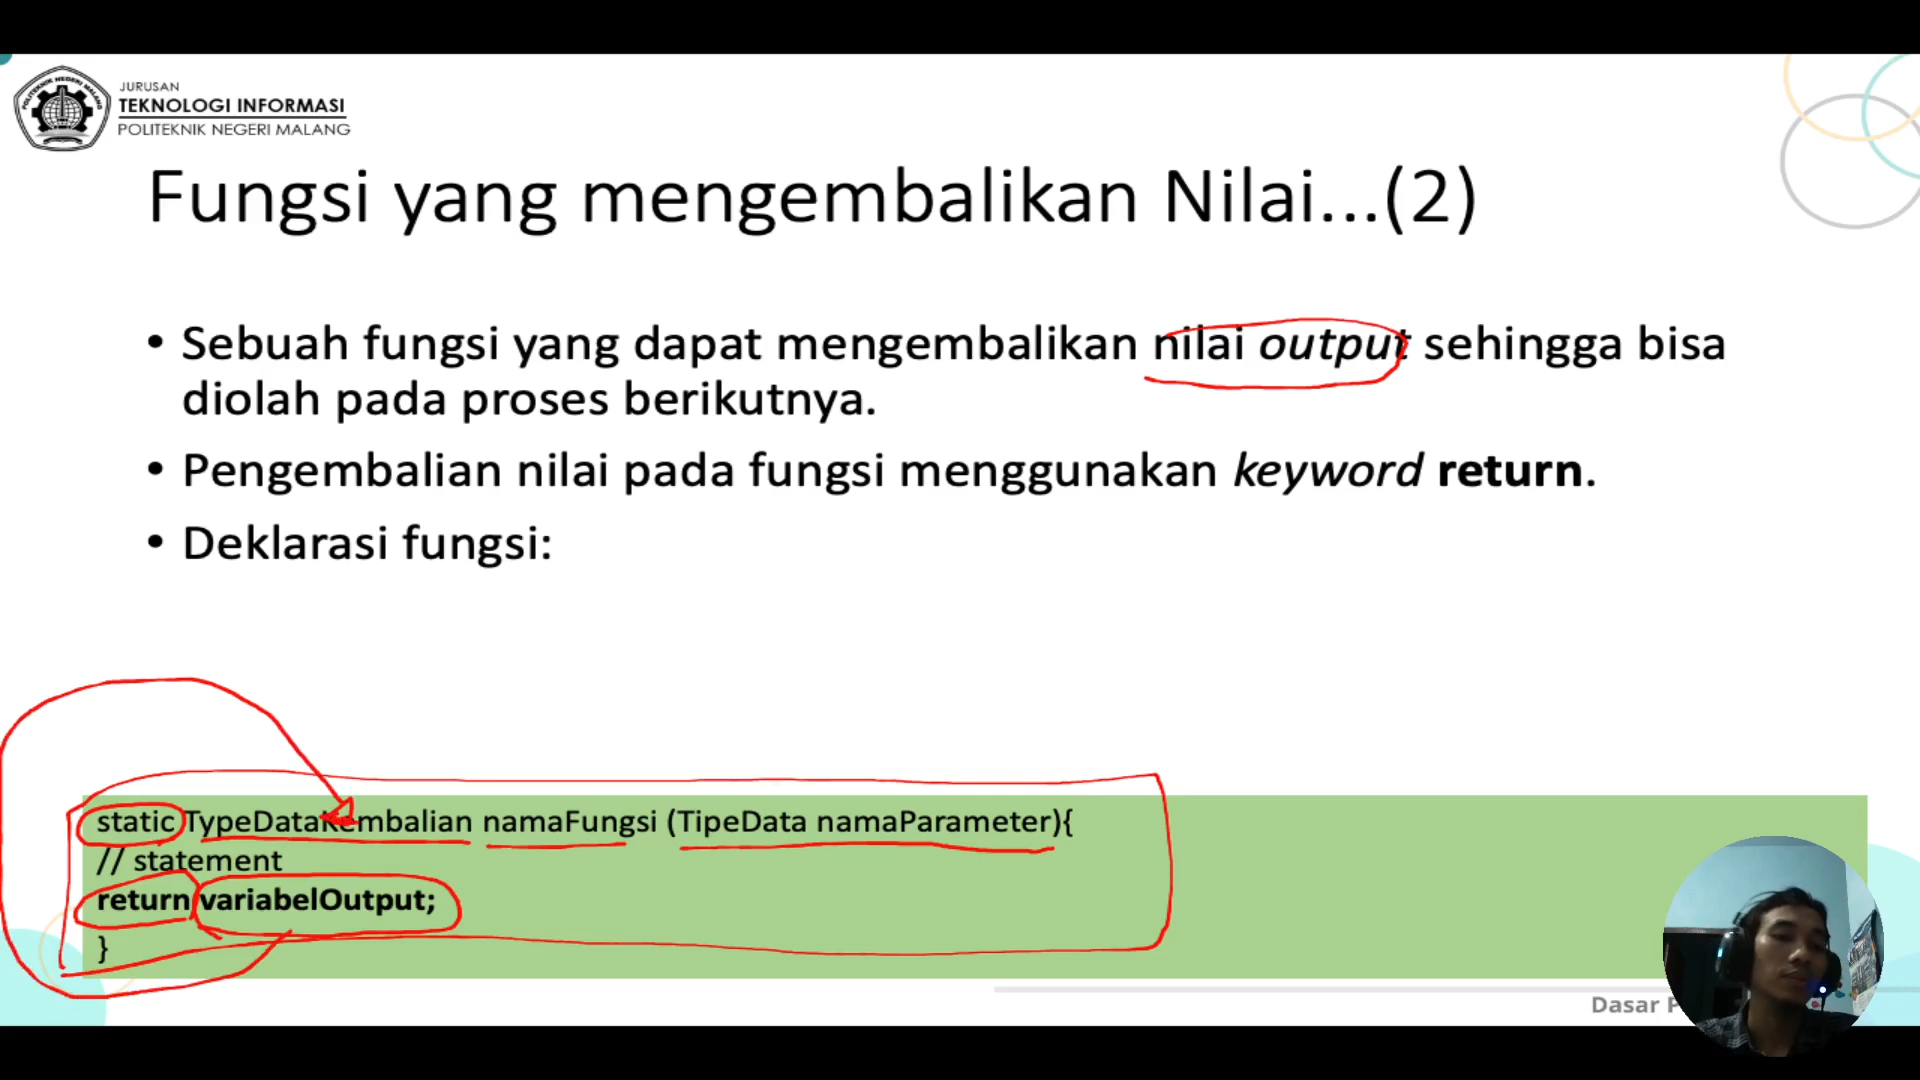 JURUSAN
TEKNOLOGI INFORMASI
POLITEKNIK NEGERI MALANG
Fungsi yang mengembalikan Nilai...(2)
• Sebuah fungsi yang dapat mengembalikan nilai output sehingga bisa
diolah pada proses berikutnya.
• Pengembalian nilai pada fungsi menggunakan keyword return.
• Deklarasi fungsi:
static TypeDataKembalian namaFungsi (TipeData namaParameter){
// statement
return variabelOutput;
}
Dasar